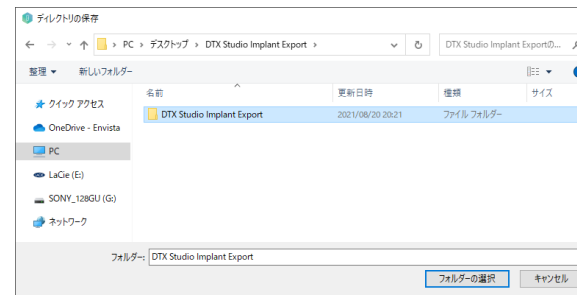 ディレクトリの保存
PC › デスクトップ › DTX Studio Implant Export ›
DTX Studio Implant Exportの...
整理 新しいフォルダー
名前 更新日時 種類 サイズ
クイック アクセス
DTX Studio Implant Export 2021/08/20 20:21 ファイル フォルダー
OneDrive - Envista
PC
LaCie (E:)
SONY_128GU (G:)
ネットワーク
フォルダー: DTX Studio Implant Export
フォルダーの選択 キャンセル